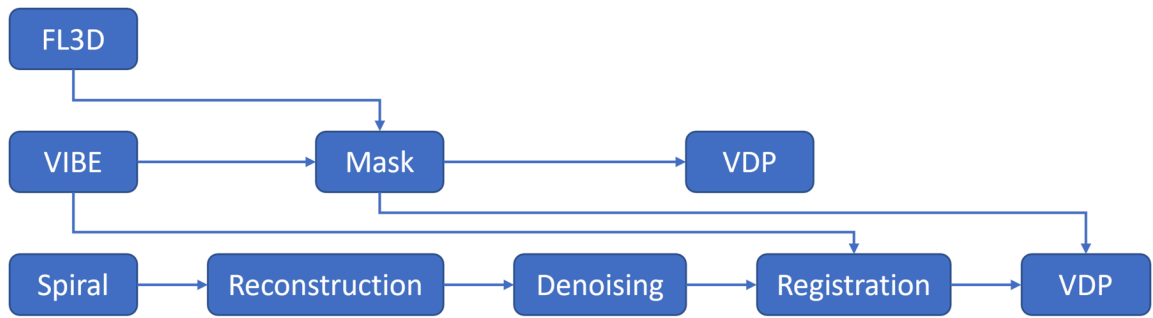 FL3D
VIBE
Mask
VDP
Spiral
Reconstruction
Denoising
Registration
VDP